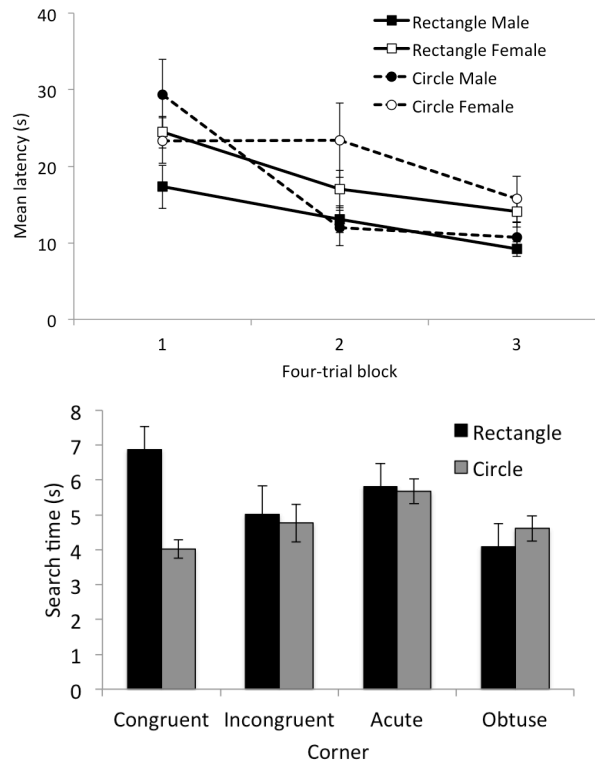 40
30
20
10
0
Mean latency (s)
Rectangle Male
Rectangle Female
Circle Male
Circle Female
1 2 3
Four-trial block
8
7
6
5
4
3
2
1
0
Search time (s)
Rectangle
Circle
Congruent Incongruent Acute Obtuse
Corner